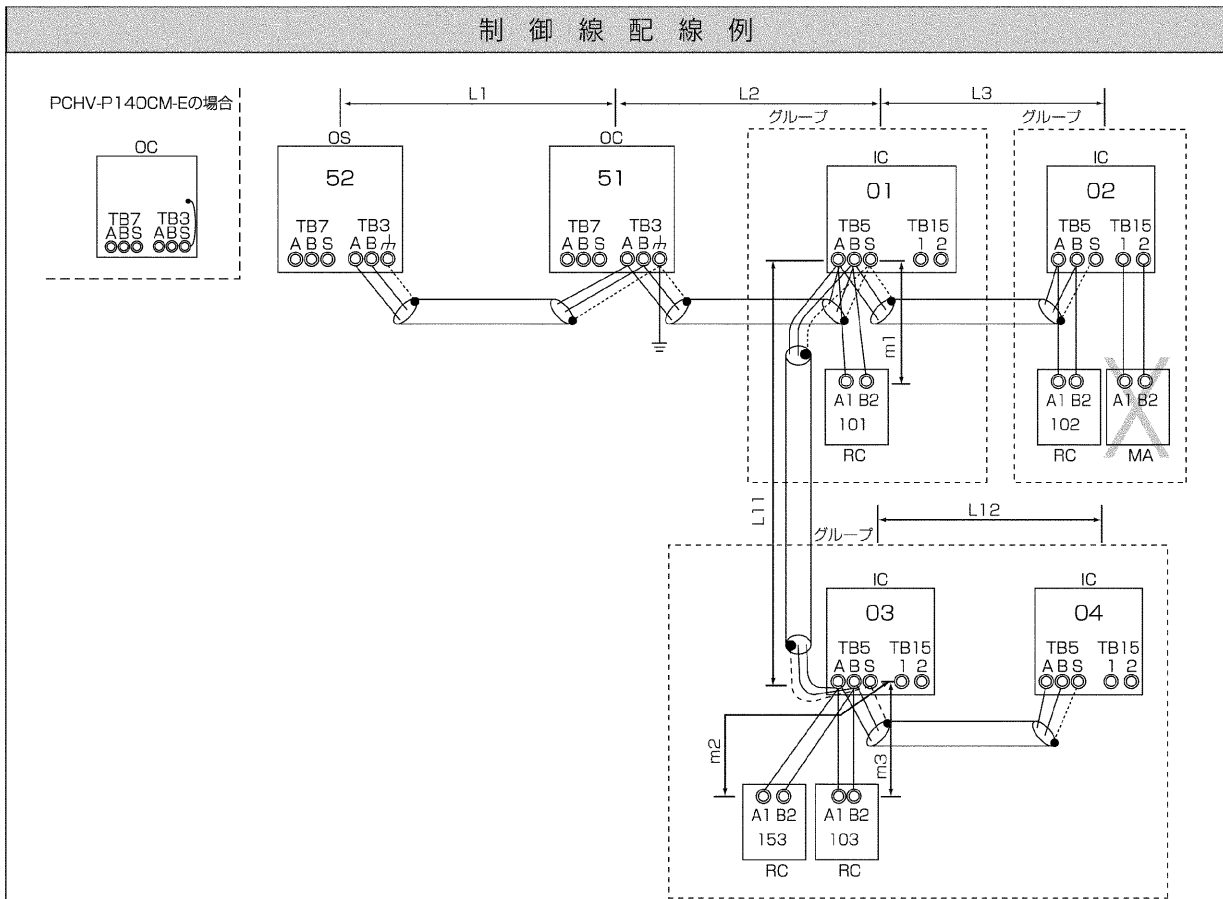 制御線配線例
PCHV-P140CM-Eの場合
OC
TB7 TB3
A B S A B S
L1
L2
L3
OS
52
TB7 TB3
A B S A B
OC
51
TB7 TB3
A B S A B
グループ
IC
01
TB5 TB15
A B S 1 2
m1
A1 B2
101
RC
グループ
IC
02
TB5 TB15
A B S 1 2
A1 B2
102
RC
A1 B2
MA
L11
L12
グループ
IC
03
TB5 TB15
A B S 1 2
IC
04
TB5 TB15
A B S 1 2
m2
m3
A1 B2
153
RC
A1 B2
103
RC